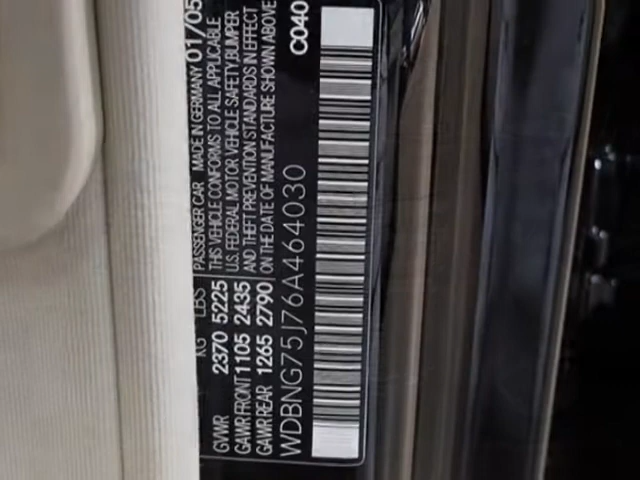 PASSENGER CAR MADE IN GERMANY 01/05
KG LBS THIS VEHICLE CONFORMS TO ALL APPLICABLE
GVWR 2370 5225 U.S. FEDERAL MOTOR VEHICLE SAFETY, BUMPER
GAWR FRONT 1105 2435 AND THEFT PREVENTION STANDARDS IN EFFECT
GAWR REAR 1265 2790 ON THE DATE OF MANUFACTURE SHOWN ABOVE
WDBNG75J76A464030 C040